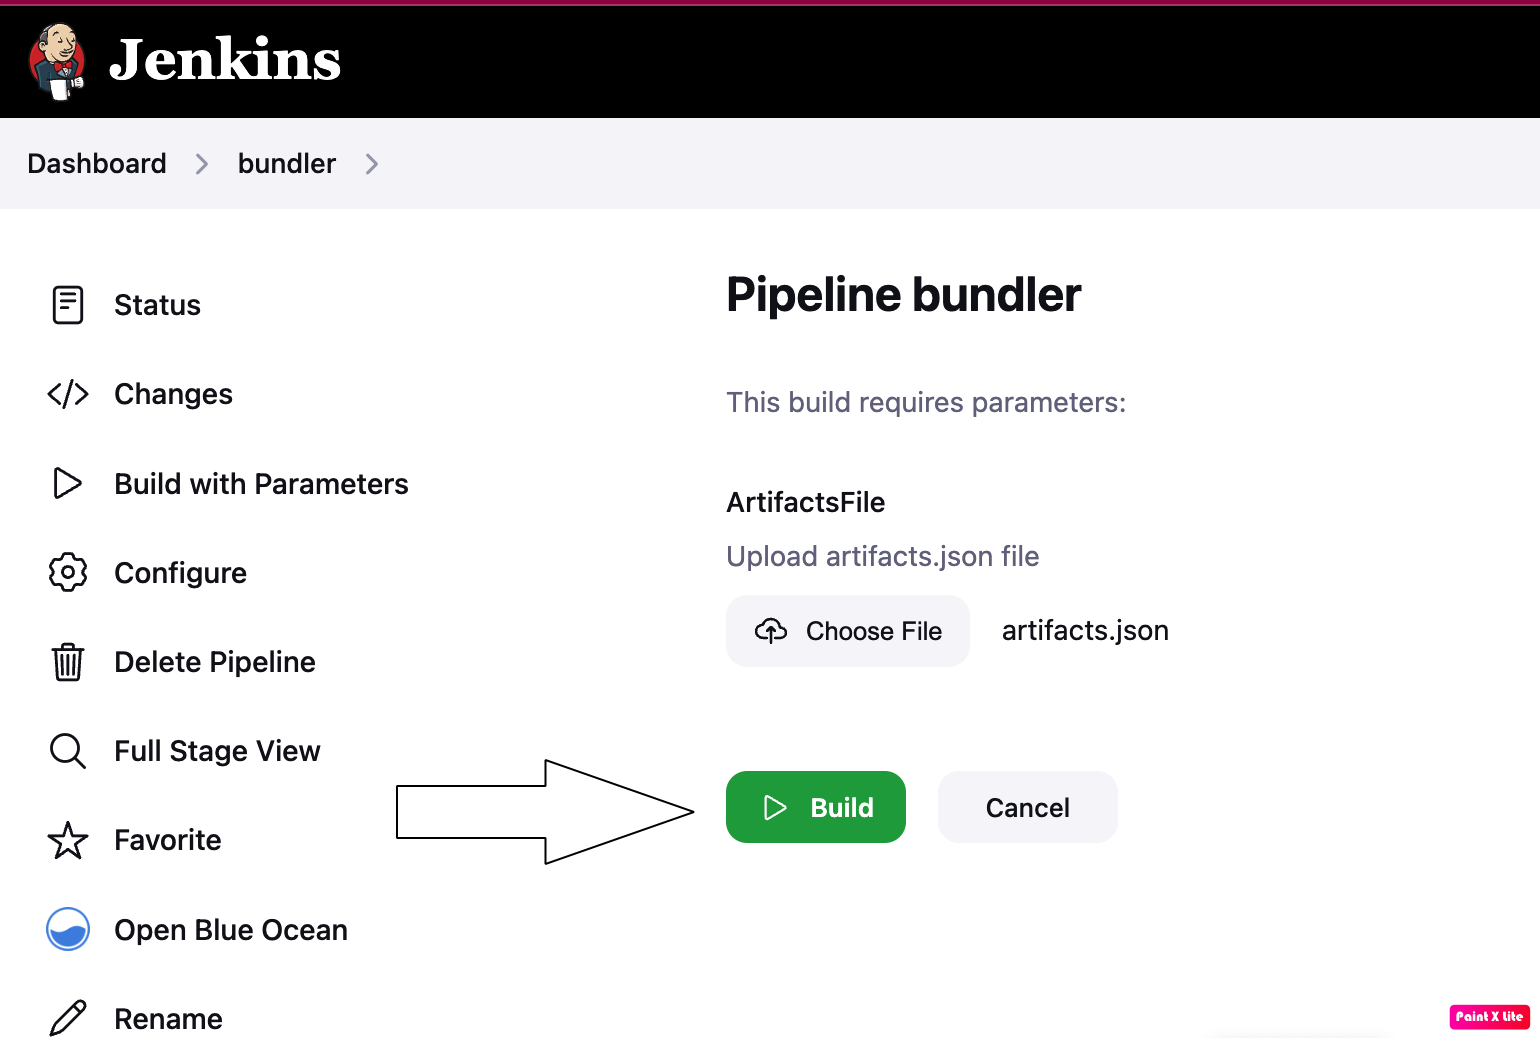 Jenkins
Dashboard
bundler
Status
Changes
Build with Parameters
Configure
Delete Pipeline
Full Stage View
Favorite
Open Blue Ocean
Rename
Pipeline bundler
This build requires parameters:
ArtifactsFile
Upload artifacts.json file
Choose File artifacts.json
Build Cancel
Paint X Lite